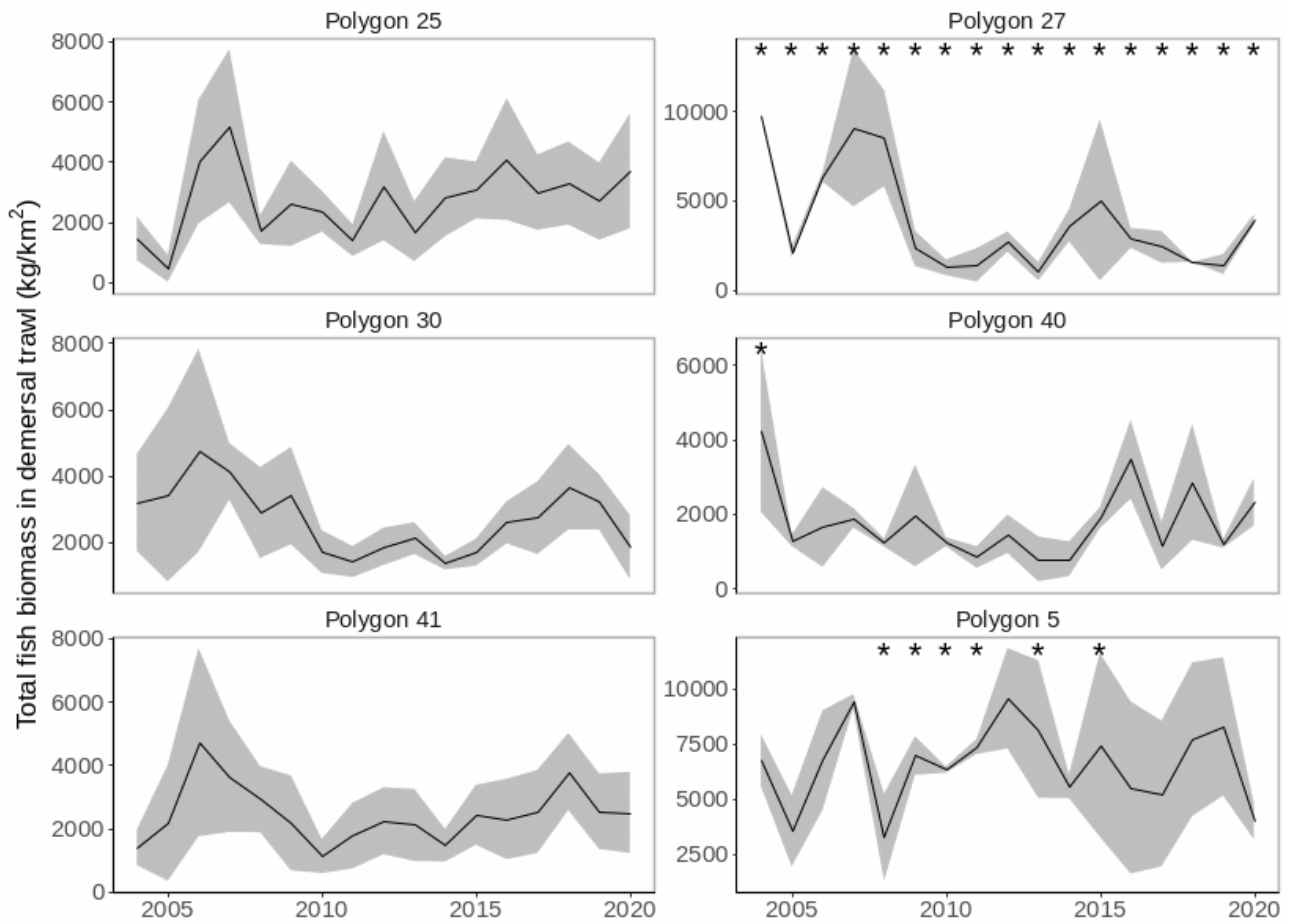 Total fish biomass in demersal trawl (kg/km²)
Polygon 25
8000
6000
4000
2000
0
Polygon 27
* * * * * * * * * * * * * * * * *
10000
5000
0
Polygon 30
8000
6000
4000
2000
Polygon 40
*
6000
4000
2000
0
Polygon 41
8000
6000
4000
2000
0
2005 2010 2015 2020
Polygon 5
* * * * * *
10000
7500
5000
2500
2005 2010 2015 2020